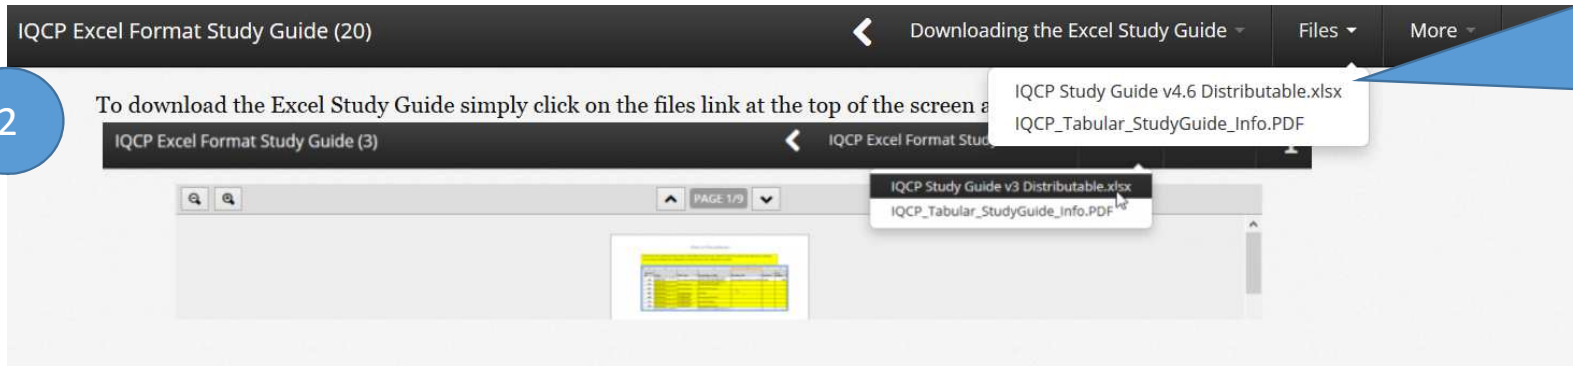 IQCP Excel Format Study Guide (20) Downloading the Excel Study Guide Files More
IQCP Study Guide v4.6 Distributable.xlsx
IQCP_Tabular_StudyGuide_Info.PDF
2
To download the Excel Study Guide simply click on the files link at the top of the screen a
IQCP Excel Format Study Guide (3) IQCP Excel Format Stud
IQCP Study Guide v3 Distributable.xlsx
IQCP_Tabular_StudyGuide_Info.PDF
PAGE 1/9